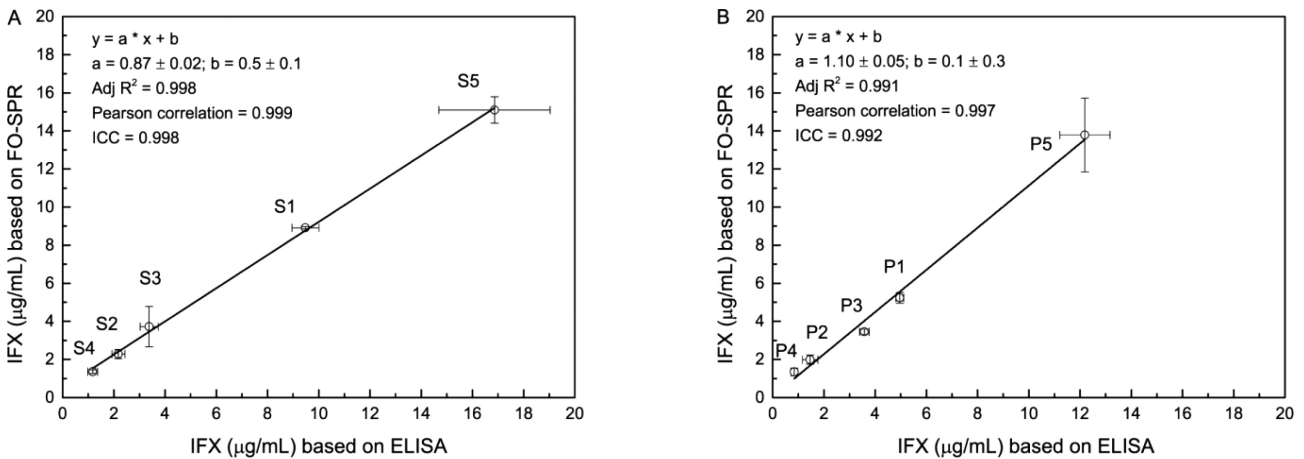 A
y = a * x + b
a = 0.87 ± 0.02; b = 0.5 ± 0.1
Adj R² = 0.998
Pearson correlation = 0.999
ICC = 0.998
S5
S1
S3
S2
S4
20
18
16
14
12
10
8
6
4
2
0
0 2 4 6 8 10 12 14 16 18 20
IFX (µg/mL) based on FO-SPR
IFX (µg/mL) based on ELISA
B
y = a * x + b
a = 1.10 ± 0.05; b = 0.1 ± 0.3
Adj R² = 0.991
Pearson correlation = 0.997
ICC = 0.992
P5
P1
P3
P2
P4
20
18
16
14
12
10
8
6
4
2
0
0 2 4 6 8 10 12 14 16 18 20
IFX (µg/mL) based on FO-SPR
IFX (µg/mL) based on ELISA